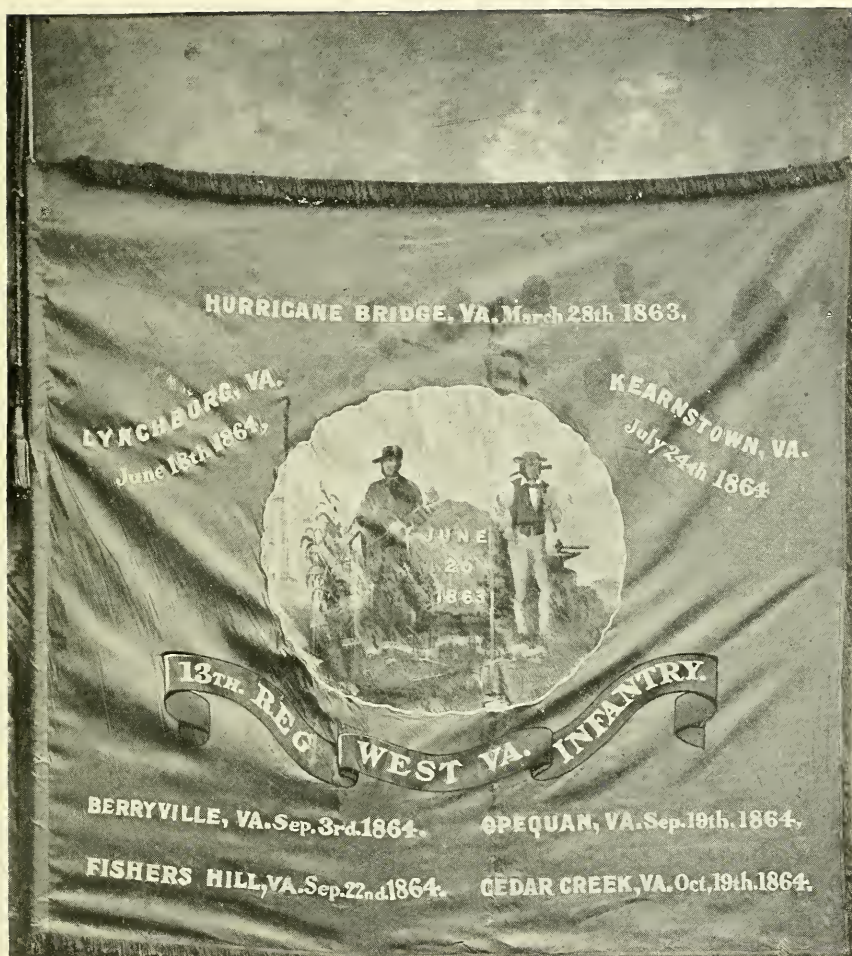 HURRICANE BRIDGE, VA. March 28th 1863,
LYNCHBURG, VA.
June 18th 1864,
KEARNSTOWN, VA.
July 24th 1864
JUNE
20
1863
13TH. REG
WEST VA.
INFANTRY.
BERRYVILLE, VA. Sep. 3rd. 1864.
OPEQUAN, VA. Sep. 19th. 1864,
FISHERS HILL, VA. Sep. 22nd 1864.
CEDAR CREEK, VA. Oct, 19th. 1864.